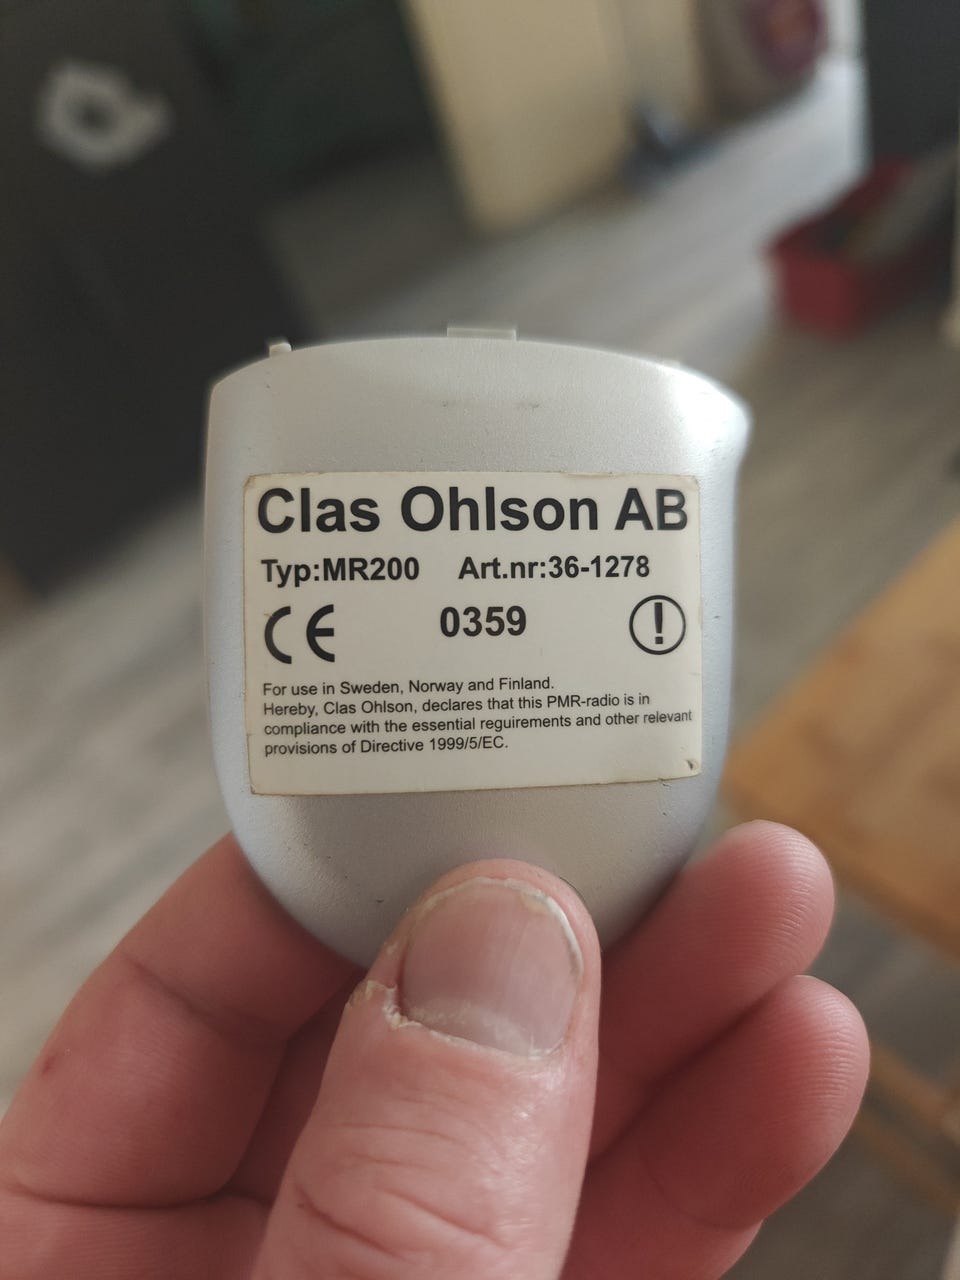 Clas Ohlson AB
Typ:MR200 Art.nr:36-1278
CE 0359 !
For use in Sweden, Norway and Finland.
Hereby, Clas Ohlson, declares that this PMR-radio is in
compliance with the essential reguirements and other relevant
provisions of Directive 1999/5/EC.